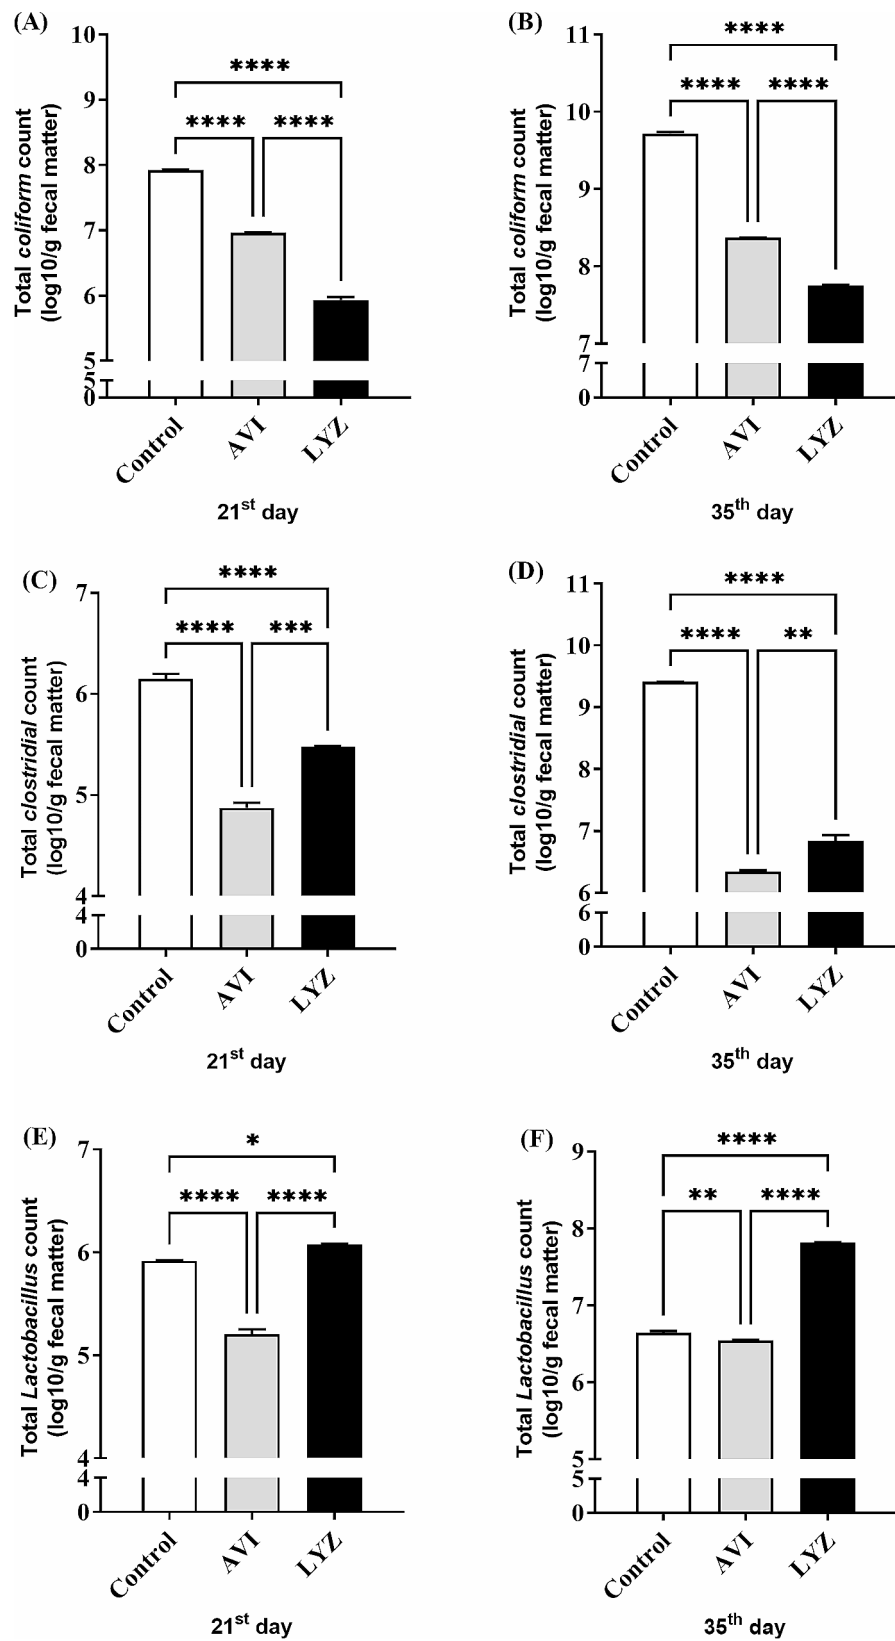 (A)
Total coliform count
(log10/g fecal matter)
10
9
8
7
6
5
5
0
****
**** ****
Control AVI LYZ
21st day
(B)
Total coliform count
(log10/g fecal matter)
11
10
9
8
7
7
0
****
**** ****
Control AVI LYZ
35th day
(C)
Total clostridial count
(log10/g fecal matter)
7
6
5
4
4
0
****
**** ***
Control AVI LYZ
21st day
(D)
Total clostridial count
(log10/g fecal matter)
11
10
9
8
7
6
6
0
****
**** **
Control AVI LYZ
35th day
(E)
Total Lactobacillus count
(log10/g fecal matter)
7
6
5
4
4
0
*
**** ****
Control AVI LYZ
21st day
(F)
Total Lactobacillus count
(log10/g fecal matter)
9
8
7
6
5
5
0
****
** ****
Control AVI LYZ
35th day